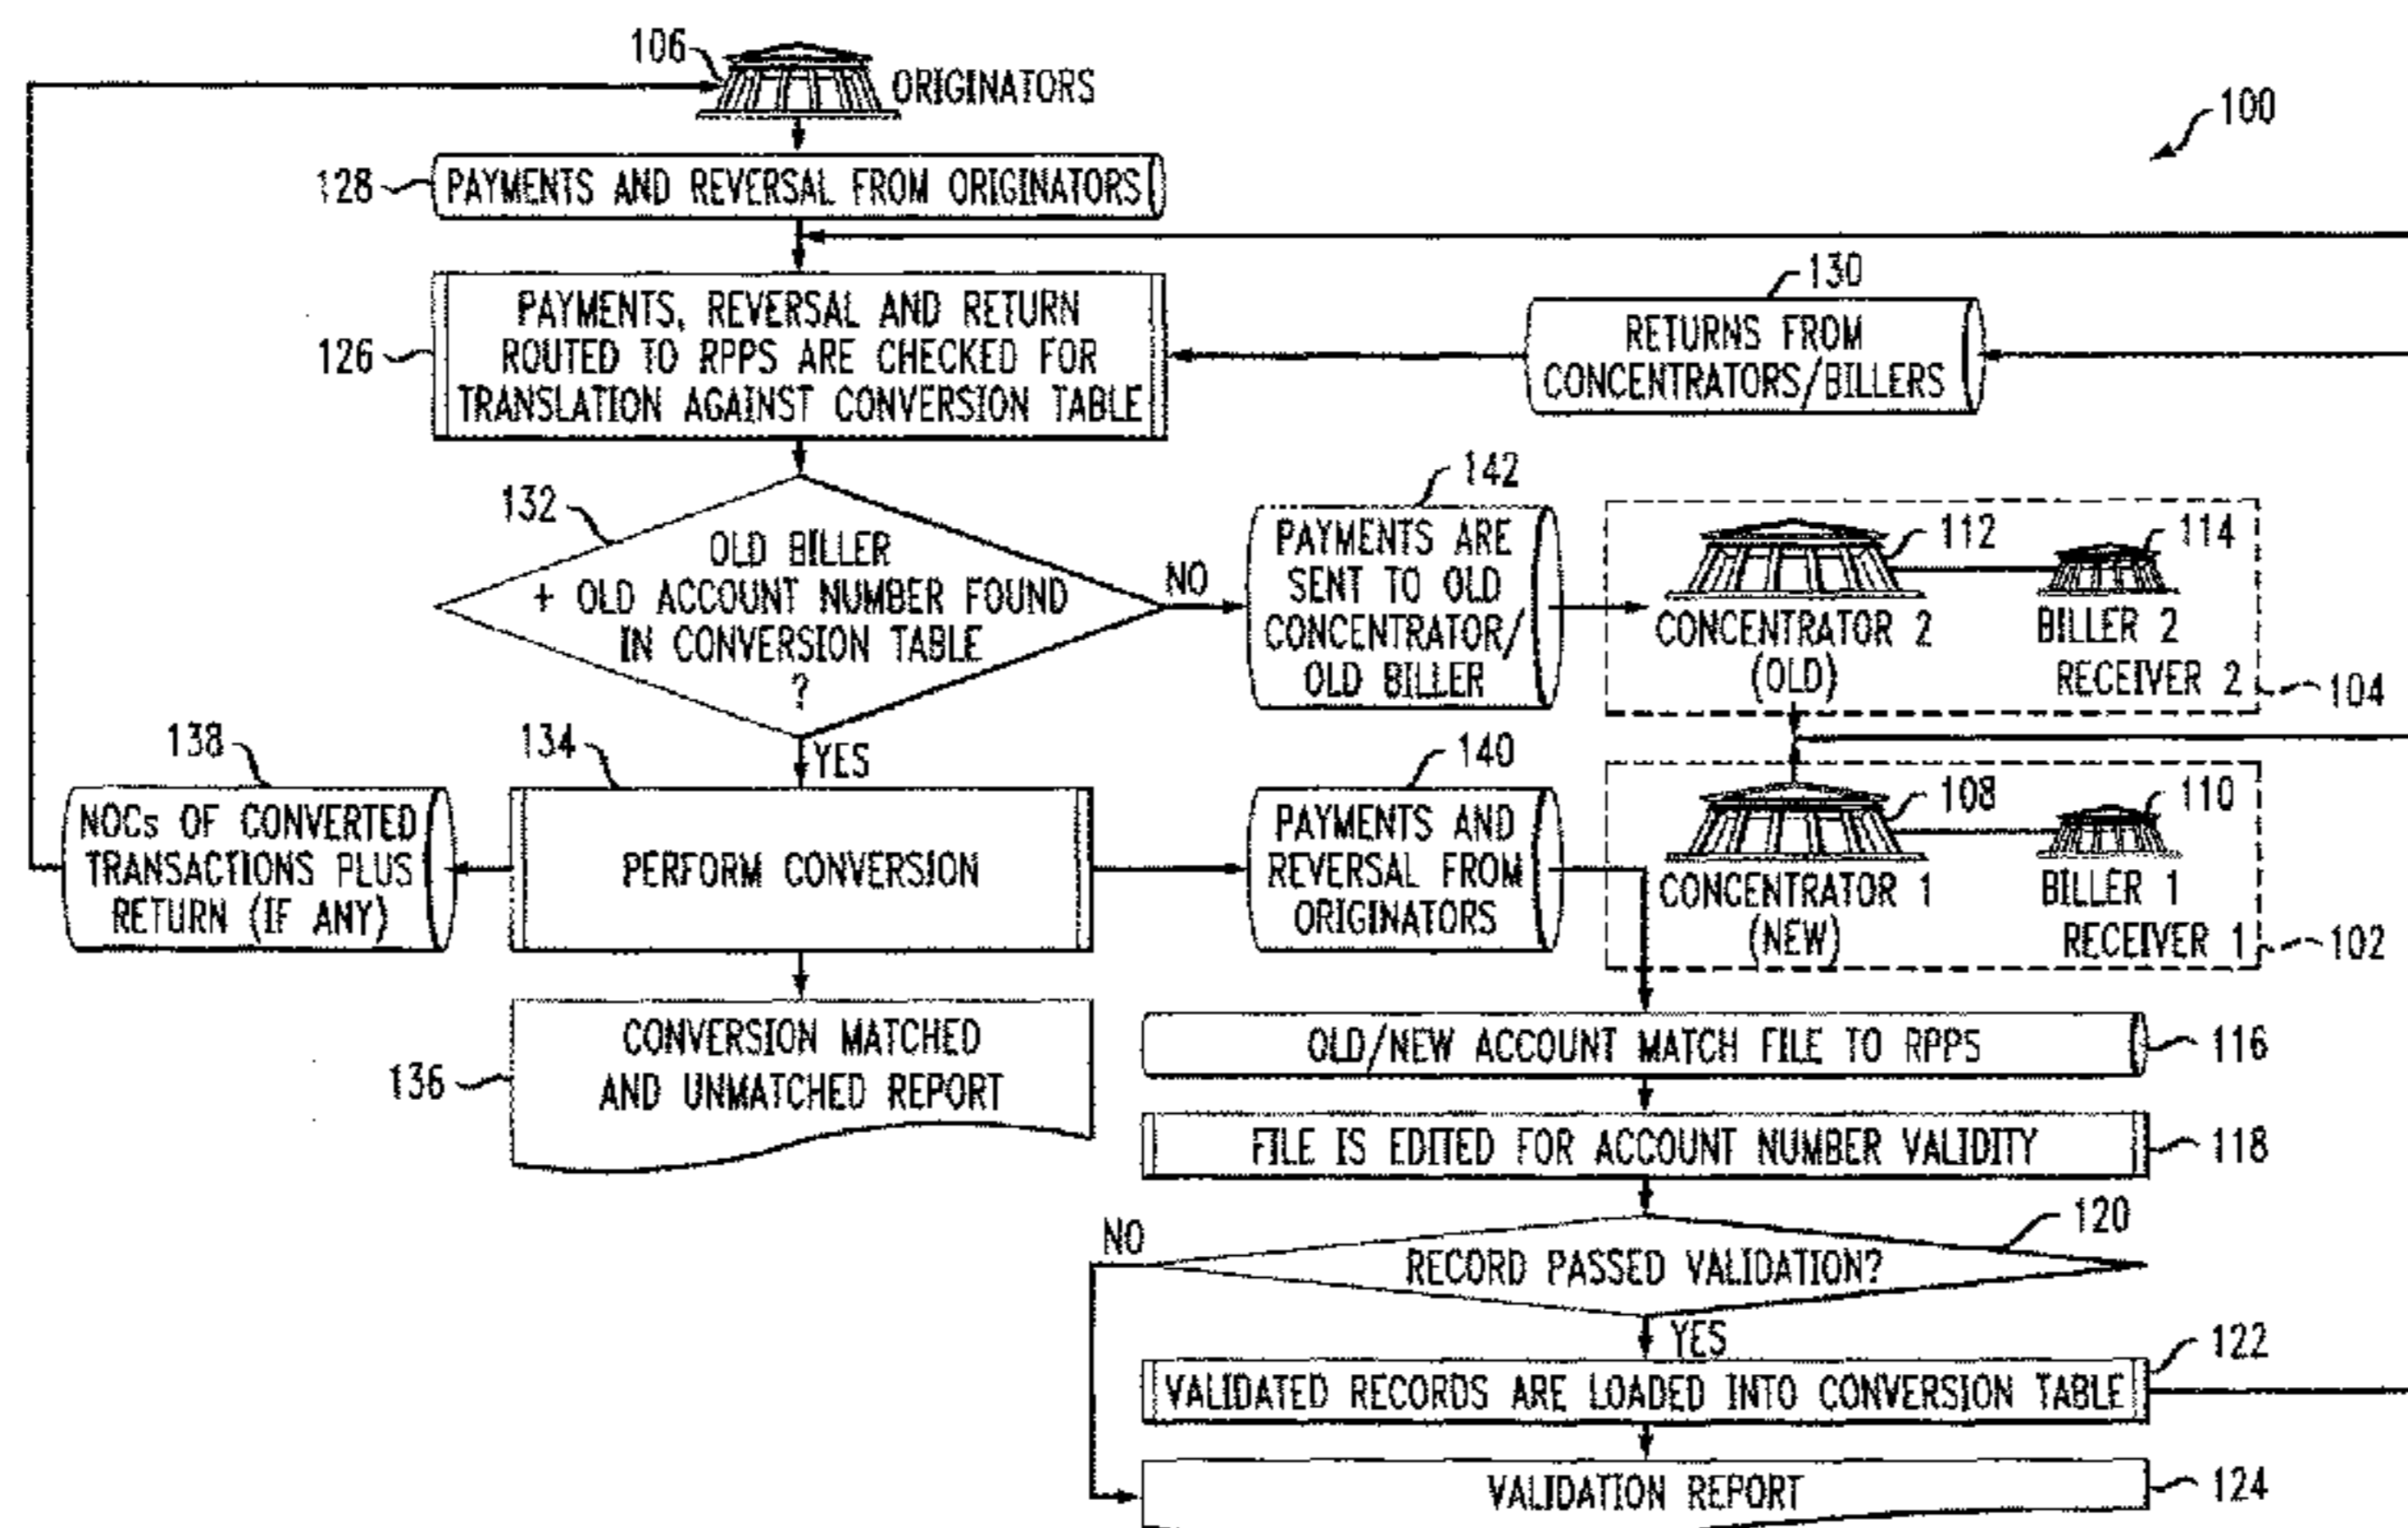 106
ORIGINATORS
100
128
PAYMENTS AND REVERSAL FROM ORIGINATORS
130
126
PAYMENTS, REVERSAL AND RETURN
ROUTED TO RPPS ARE CHECKED FOR
TRANSLATION AGAINST CONVERSION TABLE
RETURNS FROM
CONCENTRATORS/BILLERS
132
OLD BILLER
+ OLD ACCOUNT NUMBER FOUND
IN CONVERSION TABLE
?
NO
YES
142
PAYMENTS ARE
SENT TO OLD
CONCENTRATOR/
OLD BILLER
112
114
CONCENTRATOR 2
(OLD)
BILLER 2
RECEIVER 2
104
138
NOCs OF CONVERTED
TRANSACTIONS PLUS
RETURN (IF ANY)
134
PERFORM CONVERSION
140
PAYMENTS AND
REVERSAL FROM
ORIGINATORS
108
110
CONCENTRATOR 1
(NEW)
BILLER 1
RECEIVER 1
102
136
CONVERSION MATCHED
AND UNMATCHED REPORT
OLD/NEW ACCOUNT MATCH FILE TO RPPS
116
FILE IS EDITED FOR ACCOUNT NUMBER VALIDITY
118
120
NO
RECORD PASSED VALIDATION?
YES
122
VALIDATED RECORDS ARE LOADED INTO CONVERSION TABLE
VALIDATION REPORT
124